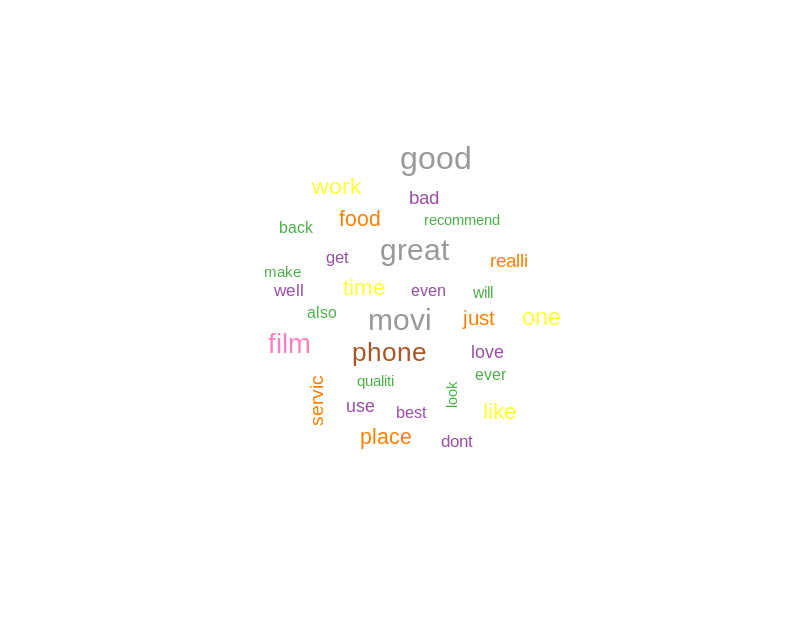 good
work
bad
food
recommend
back
great
get
realli
make
well
time
even
will
also
movi
just
one
film
phone
love
qualiti
ever
look
servic
use
best
like
place
dont